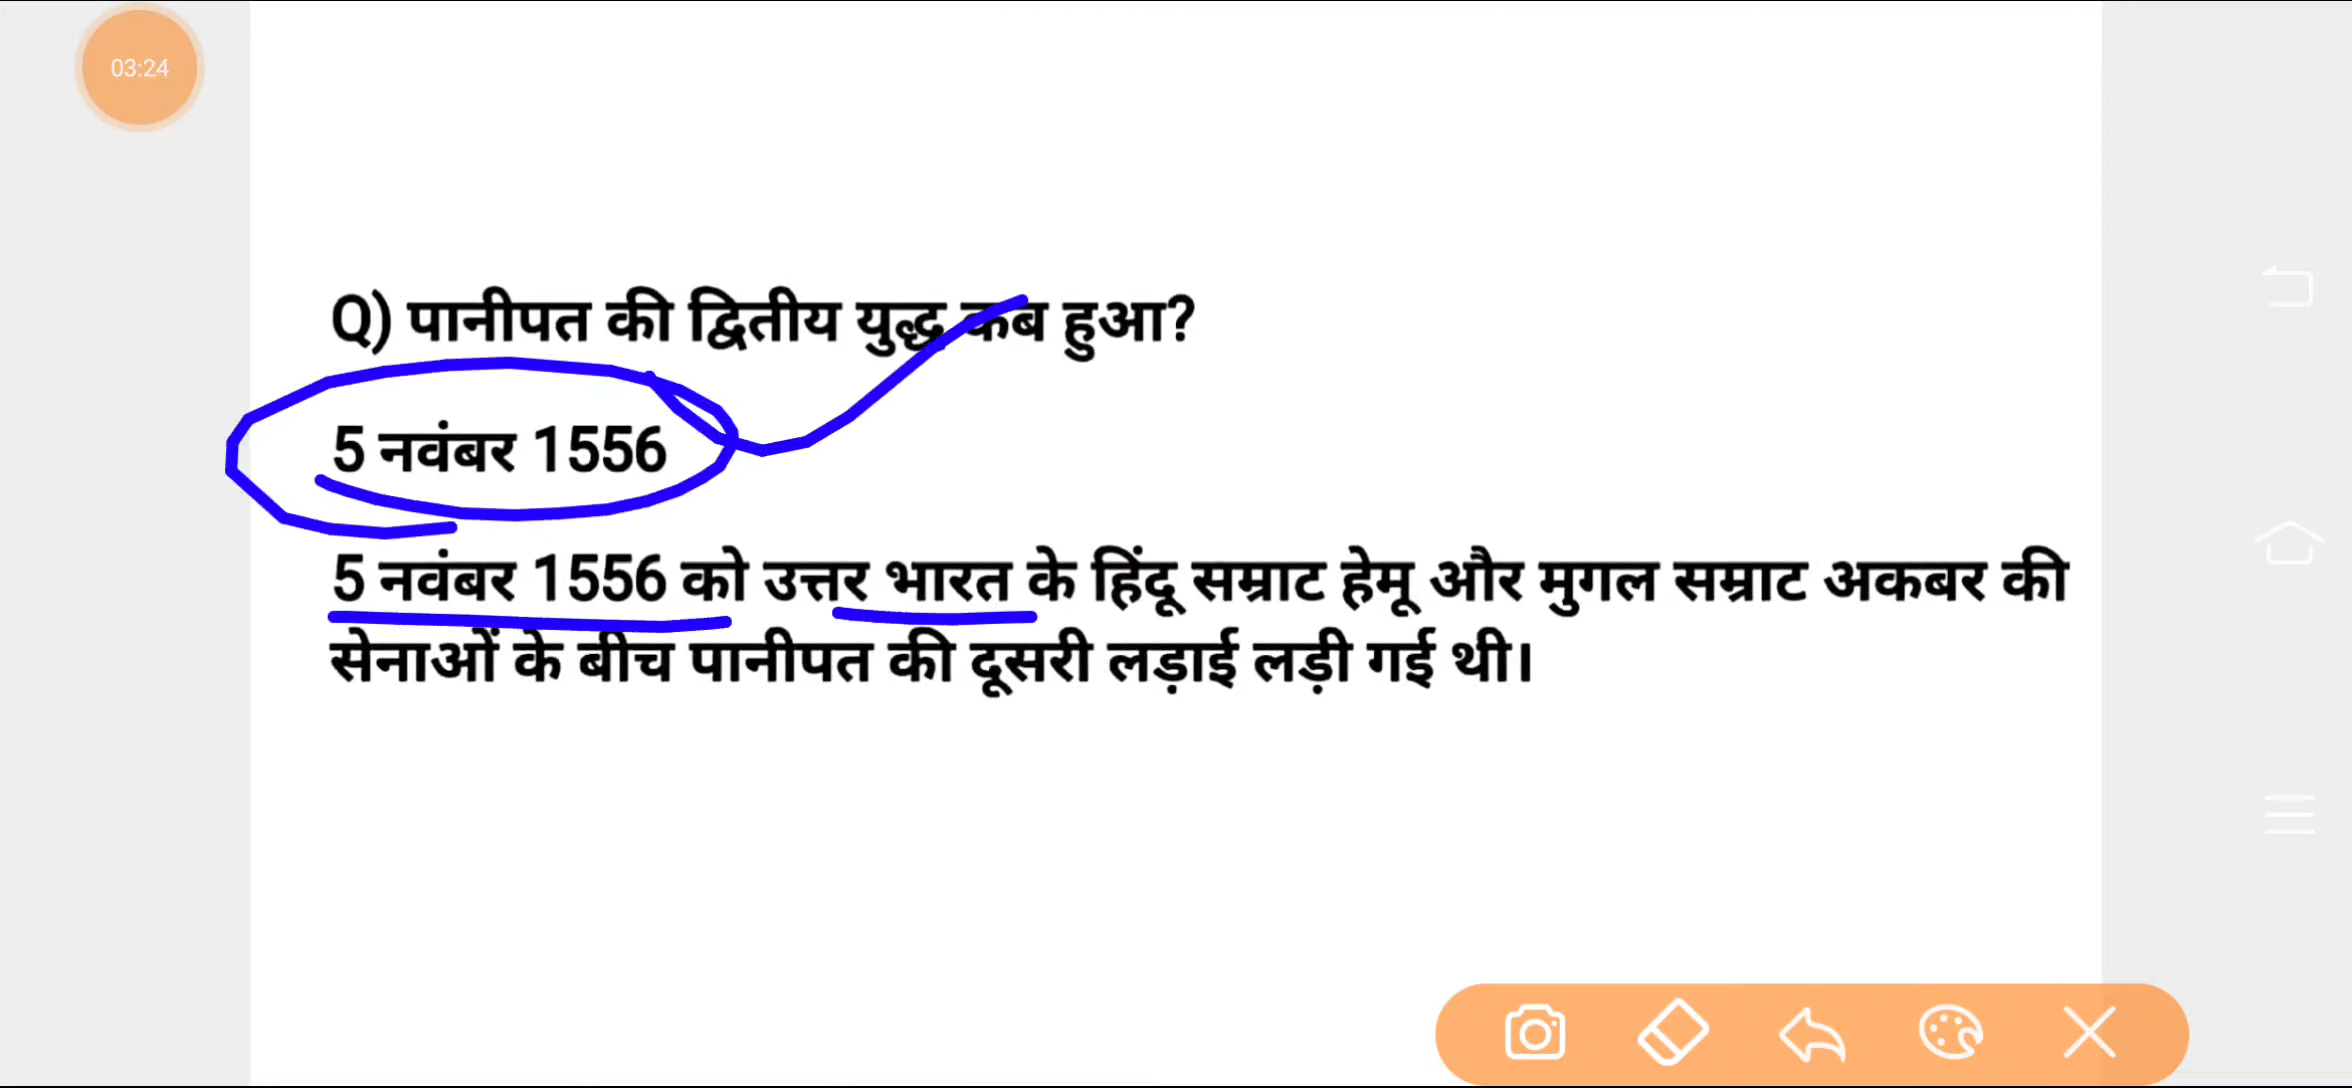 03:24
Q) पानीपत की द्वितीय युद्ध कब हुआ?
5 नवंबर 1556
5 नवंबर 1556 को उत्तर भारत के हिंदू सम्राट हेमू और मुगल सम्राट अकबर की
सेनाओं के बीच पानीपत की दूसरी लड़ाई लड़ी गई थी।